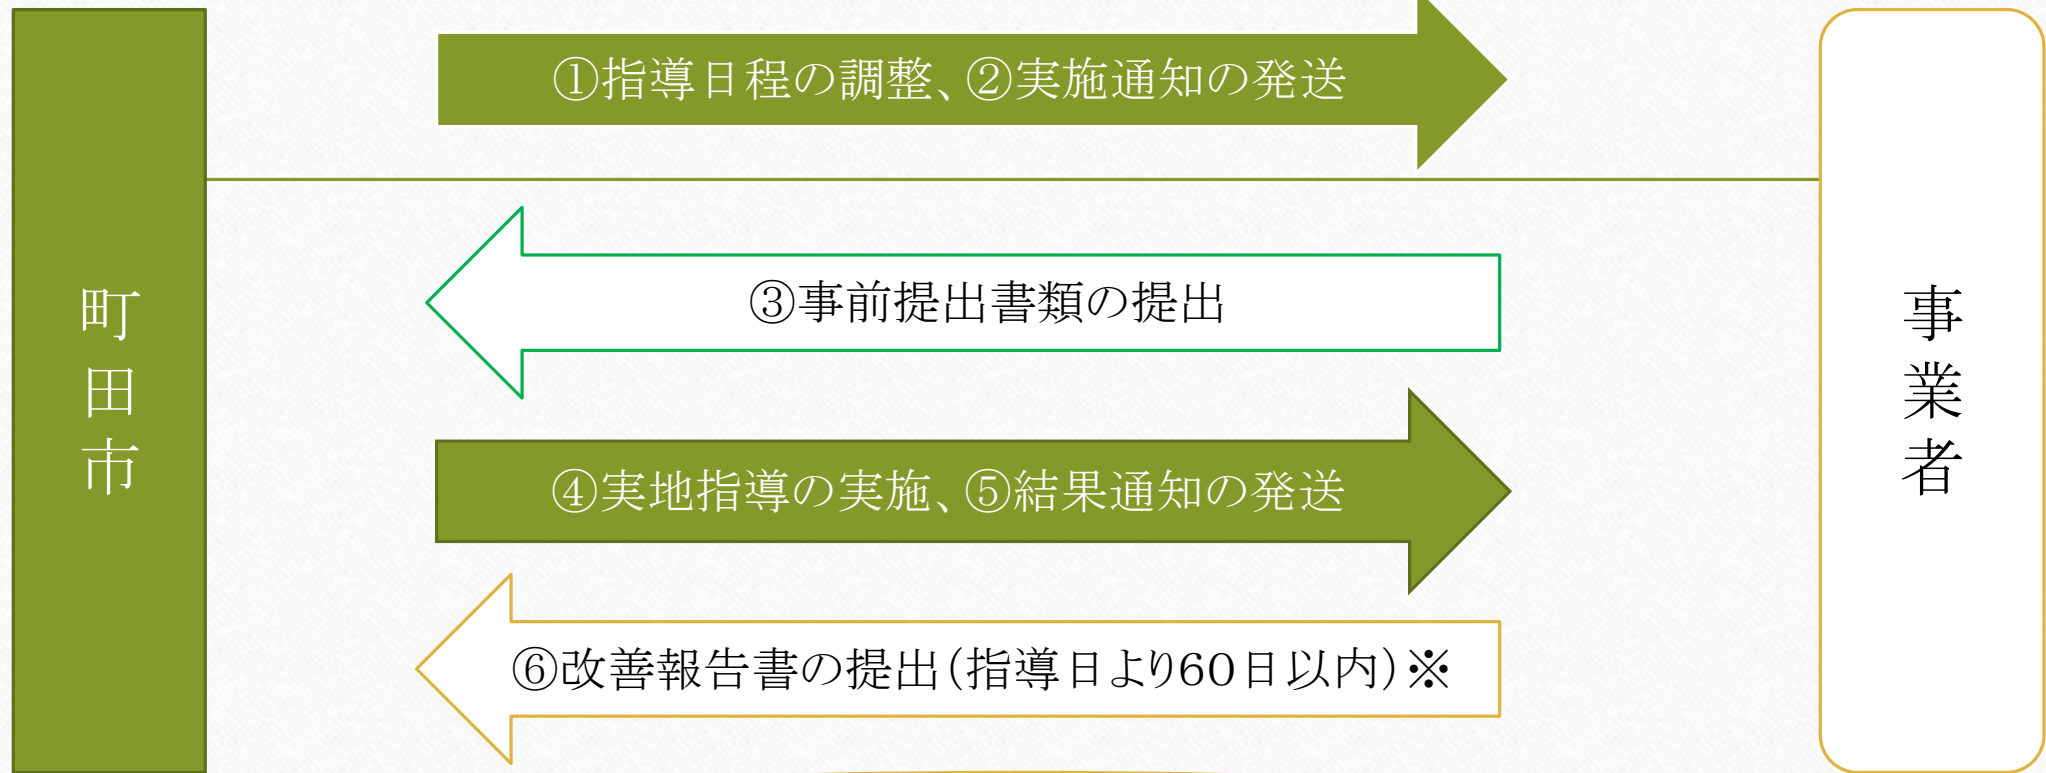 ①指導日程の調整、②実施通知の発送
町田市
③事前提出書類の提出
事業者
④実地指導の実施、⑤結果通知の発送
⑥改善報告書の提出(指導日より60日以内)※